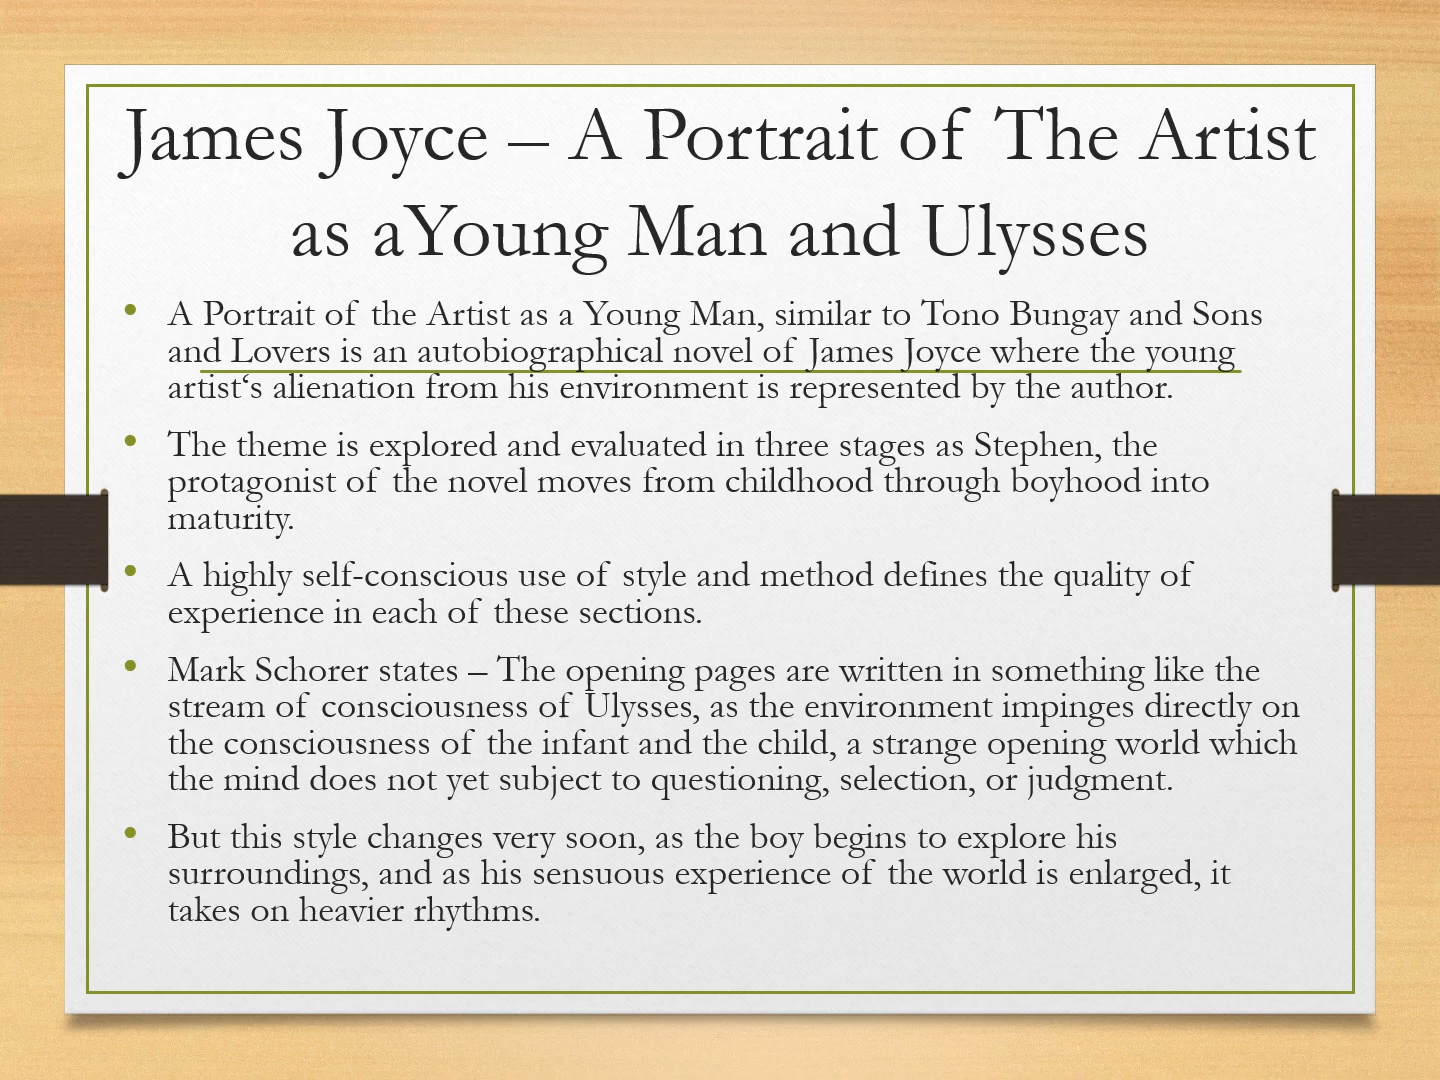 James Joyce – A Portrait of The Artist
as aYoung Man and Ulysses
• A Portrait of the Artist as a Young Man, similar to Tono Bungay and Sons
and Lovers is an autobiographical novel of James Joyce where the young
artist‘s alienation from his environment is represented by the author.
• The theme is explored and evaluated in three stages as Stephen, the
protagonist of the novel moves from childhood through boyhood into
maturity.
• A highly self-conscious use of style and method defines the quality of
experience in each of these sections.
• Mark Schorer states – The opening pages are written in something like the
stream of consciousness of Ulysses, as the environment impinges directly on
the consciousness of the infant and the child, a strange opening world which
the mind does not yet subject to questioning, selection, or judgment.
• But this style changes very soon, as the boy begins to explore his
surroundings, and as his sensuous experience of the world is enlarged, it
takes on heavier rhythms.